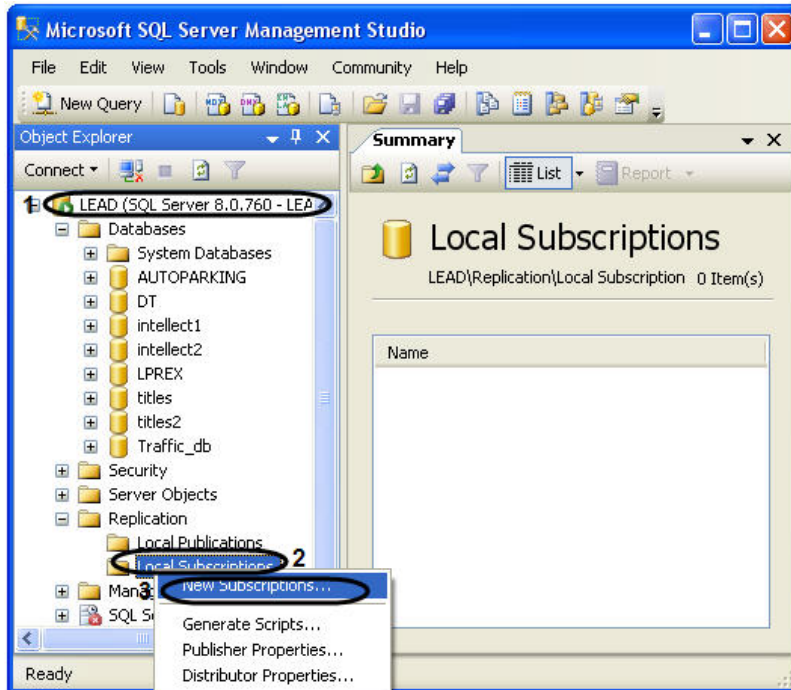 Microsoft SQL Server Management Studio
File Edit View Tools Window Community Help
New Query
Object Explorer
Connect
1
LEAD (SQL Server 8.0.760 - LEA
Databases
System Databases
AUTOPARKING
DT
intellect1
intellect2
LPREX
titles
titles2
Traffic_db
Security
Server Objects
Replication
Local Publications
Local Subscriptions 2
3 New Subscriptions...
Generate Scripts...
Publisher Properties...
Distributor Properties...
Summary
List Report
Local Subscriptions
LEAD\Replication\Local Subscription 0 Item(s)
Name
Ready